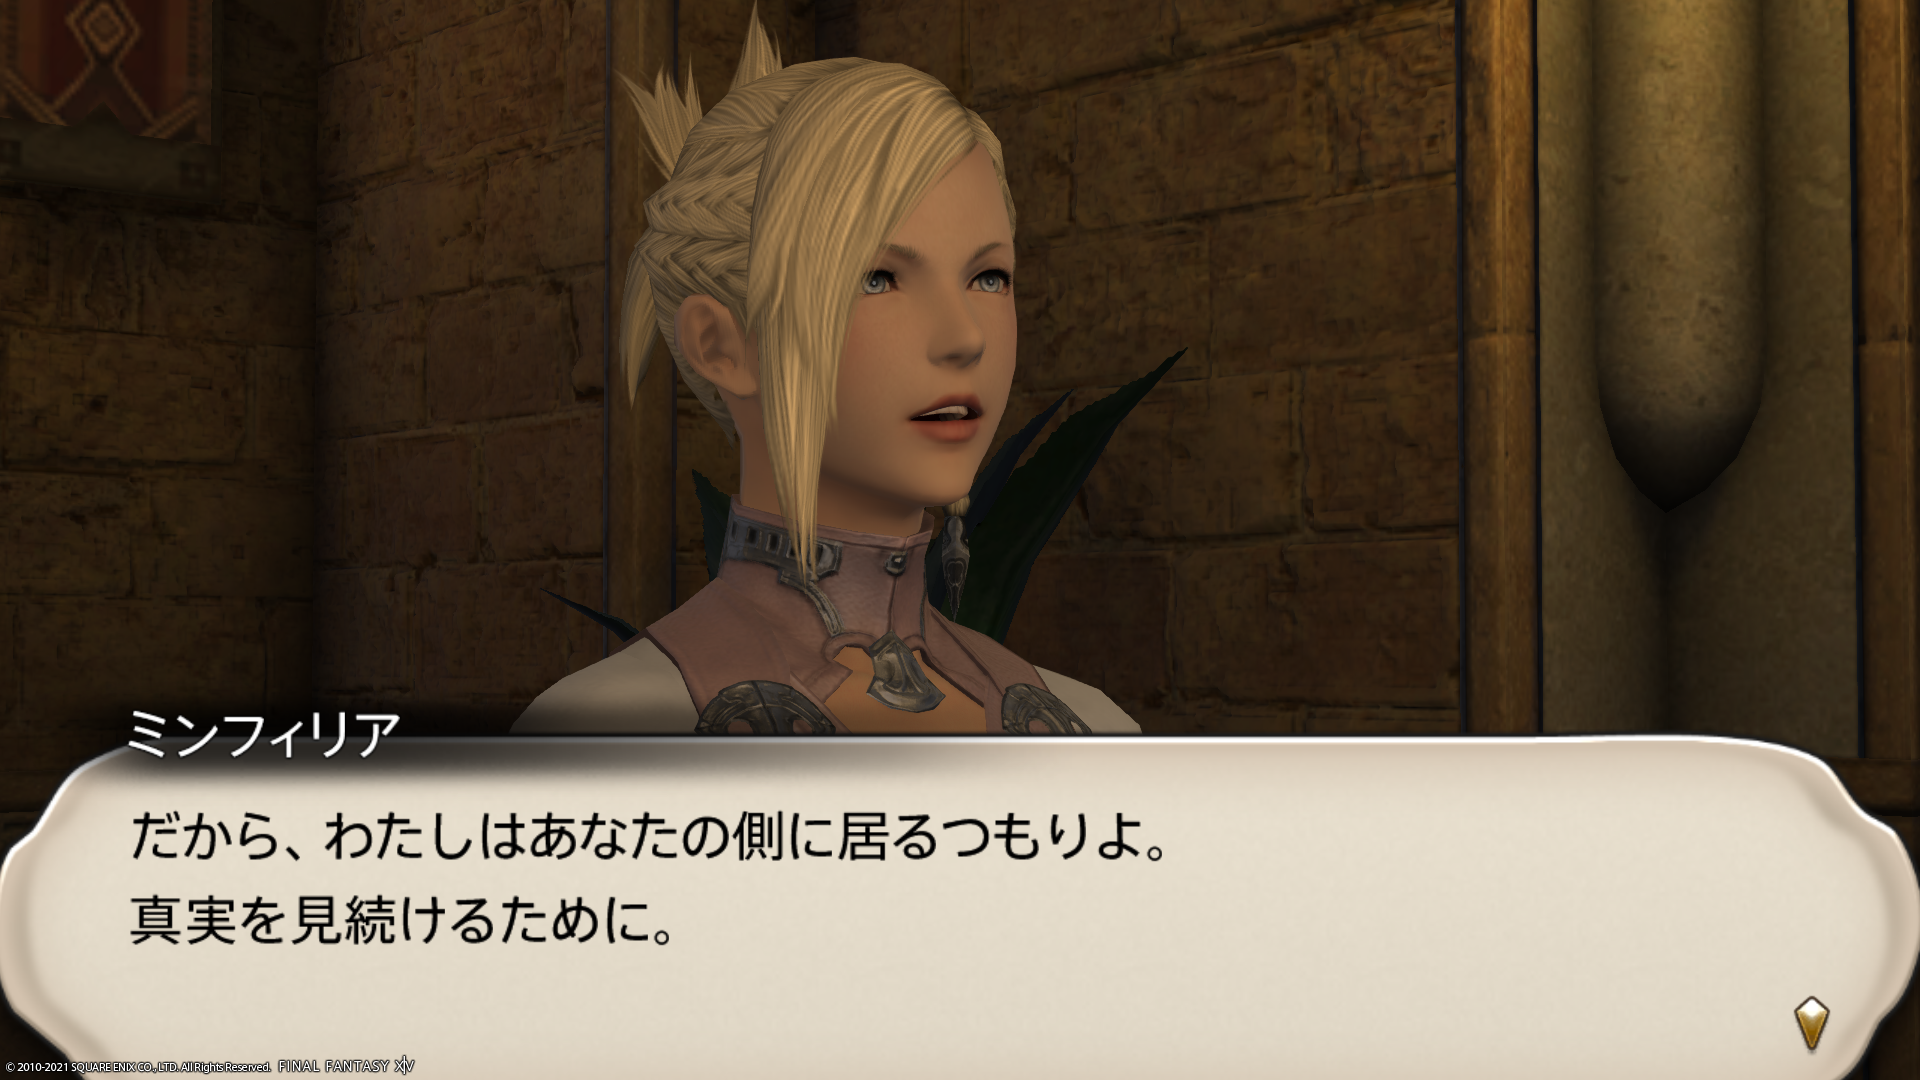 ミンフィリア
だから、わたしはあなたの側に居るつもりよ。
真実を見続けるために。
© 2010-2021 SQUARE ENIX CO., LTD. All Rights Reserved. FINAL FANTASY XIV